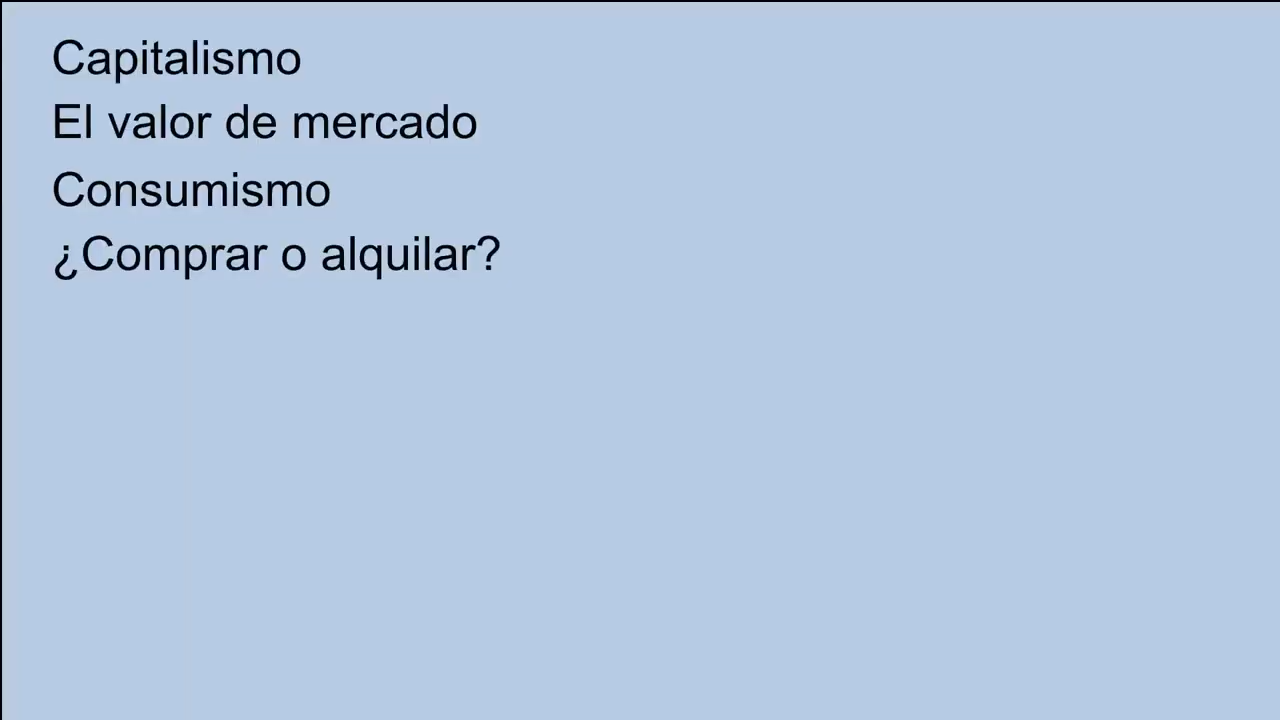 Capitalismo
El valor de mercado
Consumismo
¿Comprar o alquilar?